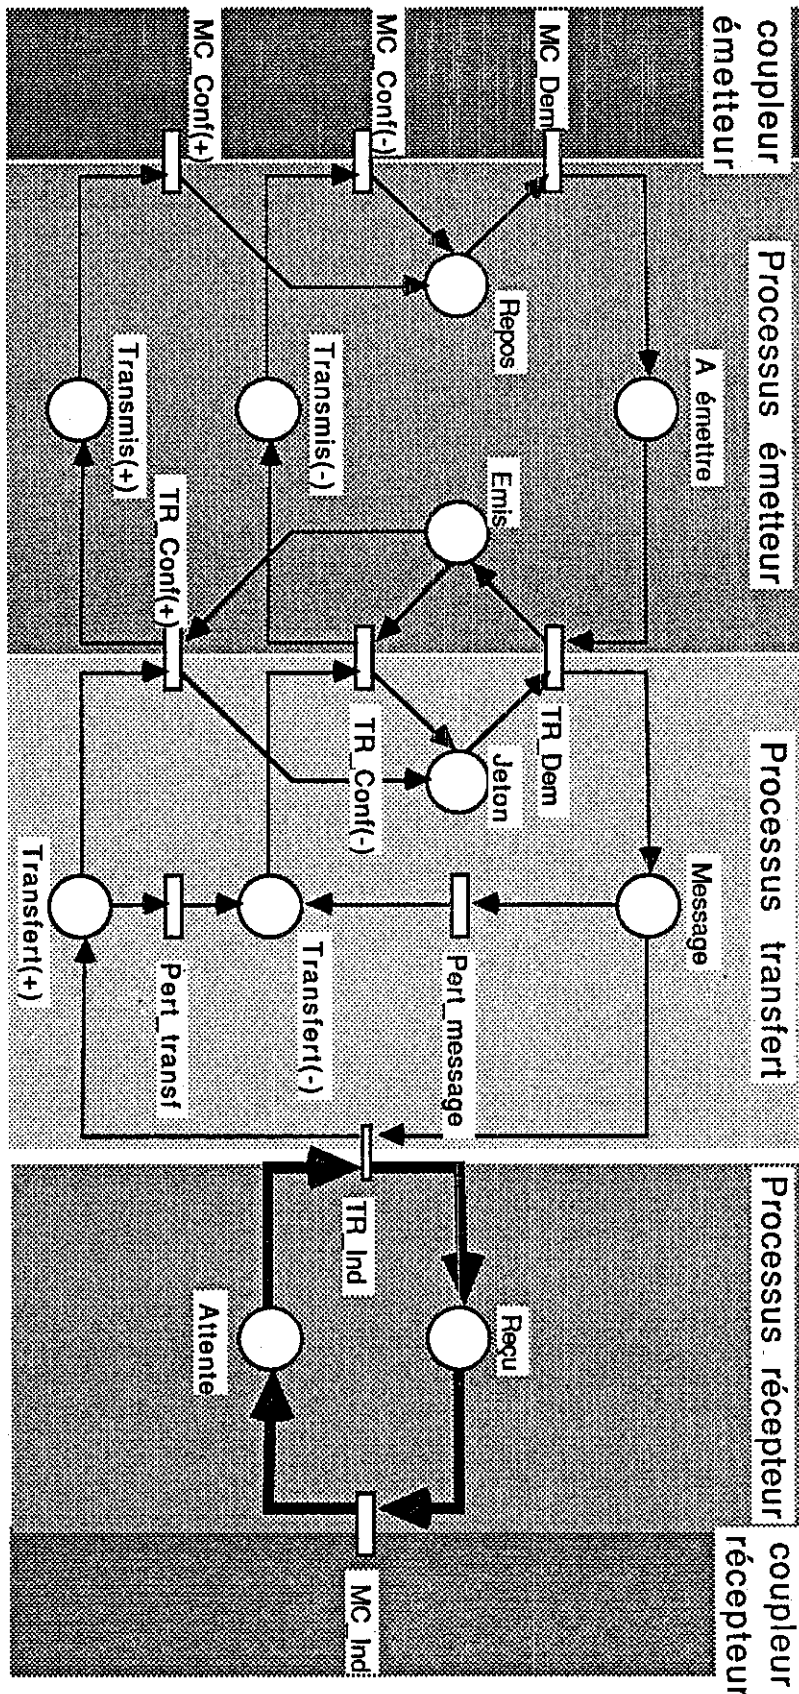 coupleur
émetteur
Processus émetteur
Processus transfert
Processus récepteur
coupleur
récepteur
MC_Dem
A émettre
Message
Repos
TR_Dem
Pert_message
Reçu
Emis
Jeton
MC_Conf(-)
Transmis(-)
TR_Conf(-)
Transfert(-)
TR_Ind
MC_Ind
Attente
MC_Conf(+)
TR_Conf(+)
Pert_transf
Transmis(+)
Transfert(+)